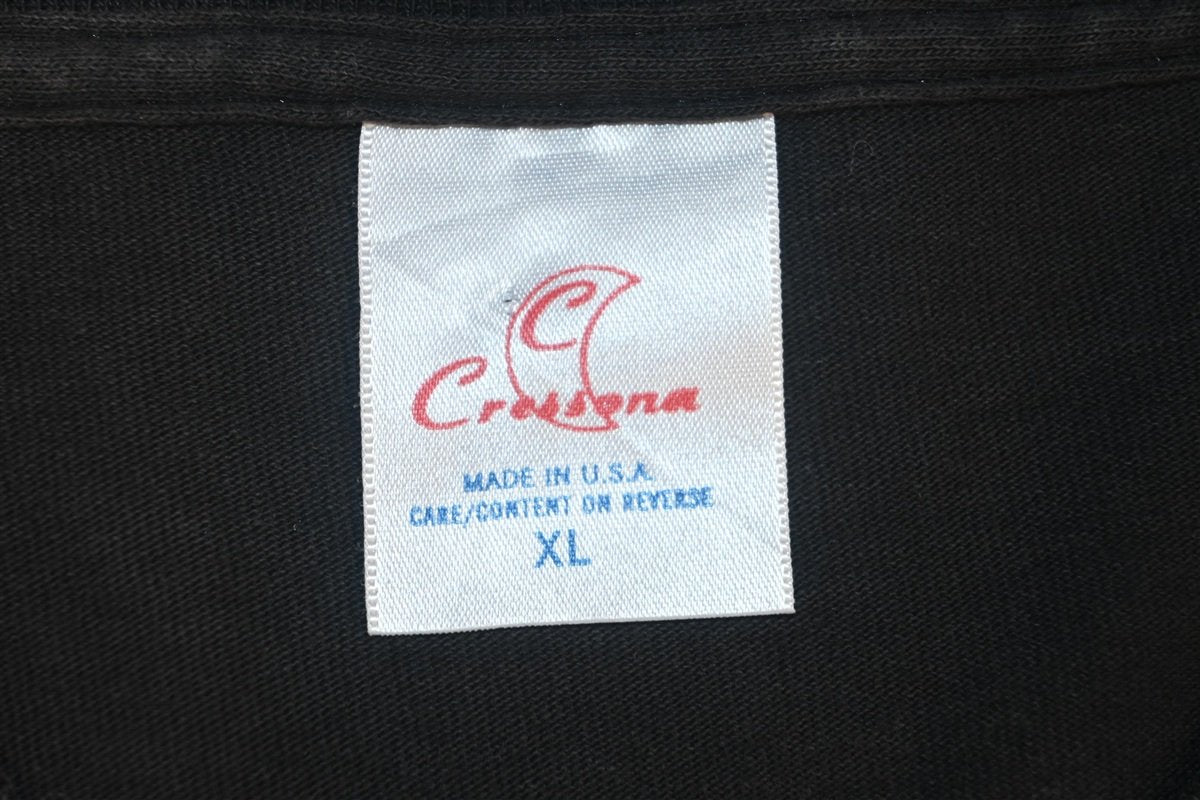 C
Cressona
MADE IN U.S.A.
CARE/CONTENT ON REVERSE
XL